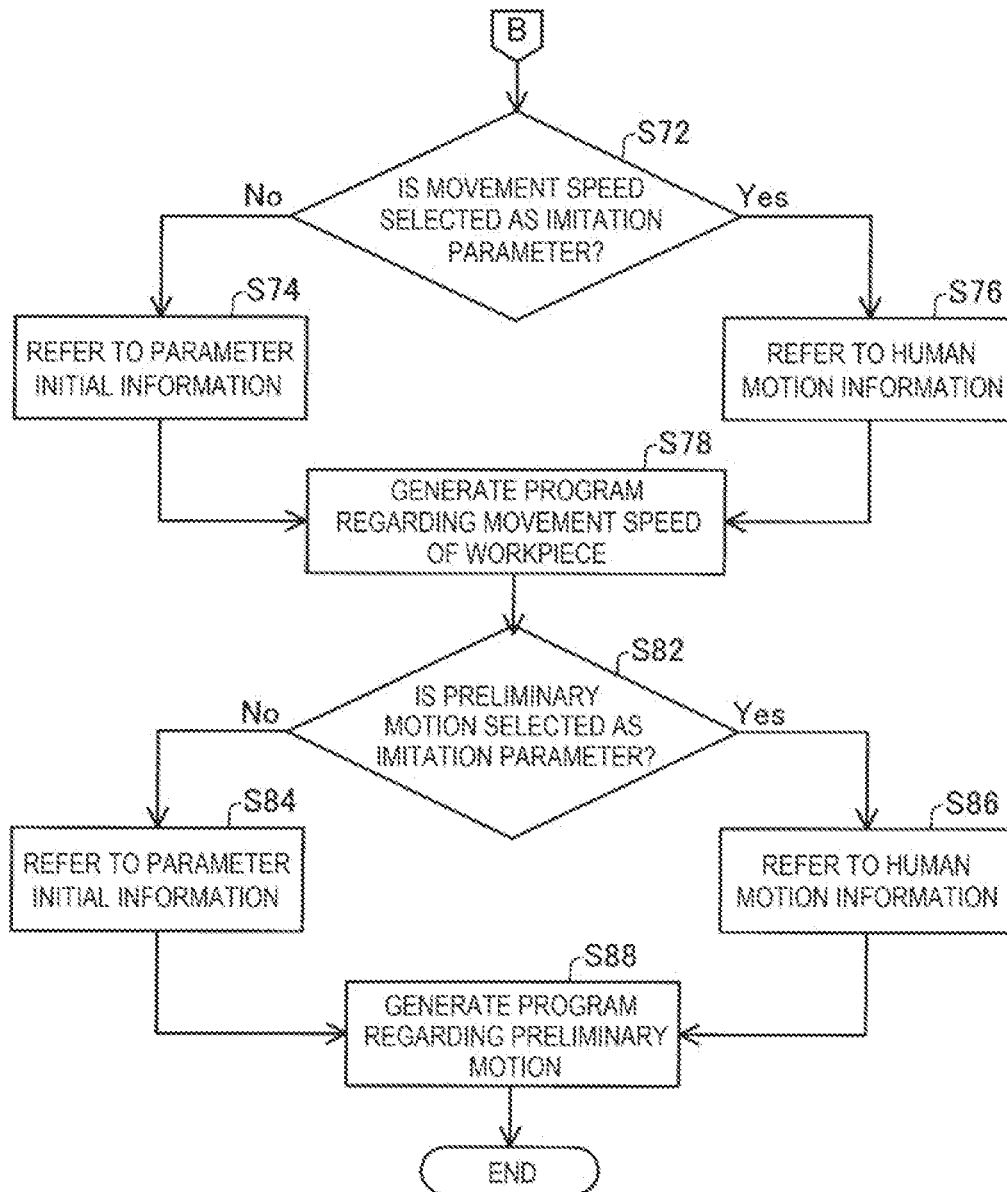 B
S72
IS MOVEMENT SPEED
SELECTED AS IMITATION
PARAMETER?
No
Yes
S74
REFER TO PARAMETER
INITIAL INFORMATION
S76
REFER TO HUMAN
MOTION INFORMATION
S78
GENERATE PROGRAM
REGARDING MOVEMENT SPEED
OF WORKPIECE
S82
IS PRELIMINARY
MOTION SELECTED AS
IMITATION PARAMETER?
No
Yes
S84
REFER TO PARAMETER
INITIAL INFORMATION
S86
REFER TO HUMAN
MOTION INFORMATION
S88
GENERATE PROGRAM
REGARDING PRELIMINARY
MOTION
END